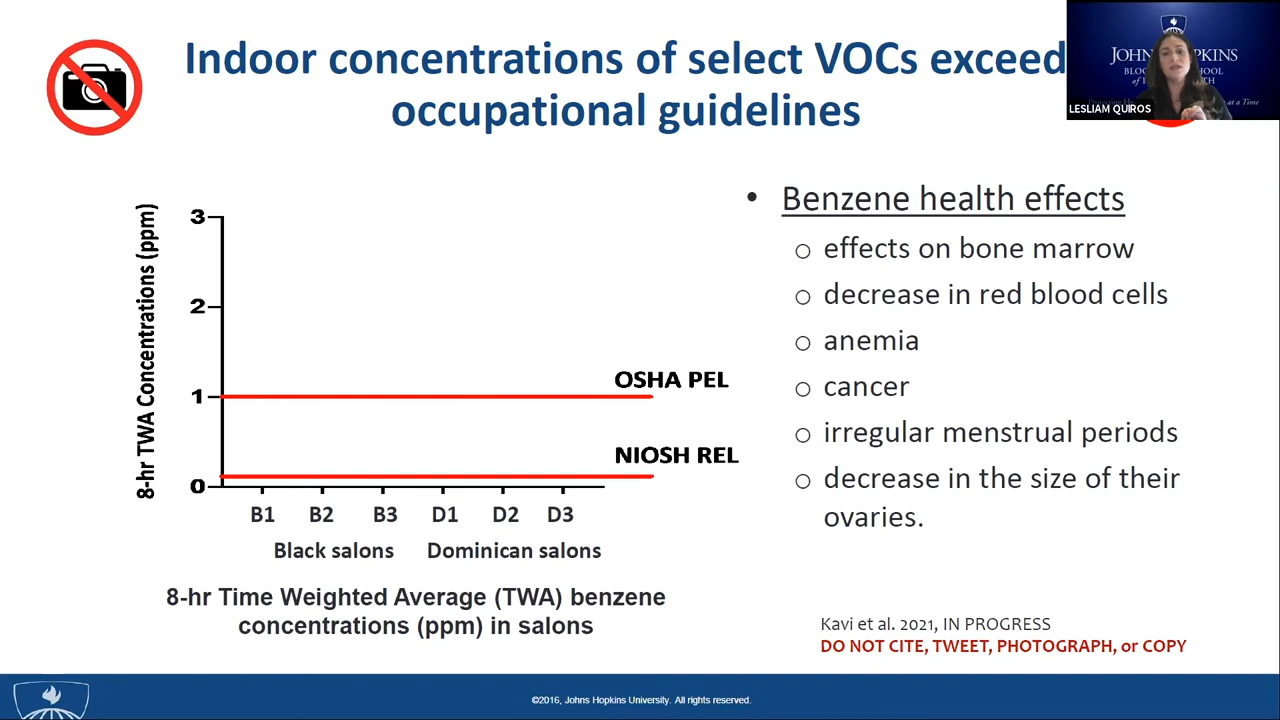 Indoor concentrations of select VOCs exceed
occupational guidelines
JOHNS HOPKINS
LESLIAM QUIROS
at a Time
8-hr TWA Concentrations (ppm)
3
2
1
0
OSHA PEL
NIOSH REL
B1 B2 B3 D1 D2 D3
Black salons Dominican salons
8-hr Time Weighted Average (TWA) benzene
concentrations (ppm) in salons
• Benzene health effects
o effects on bone marrow
o decrease in red blood cells
o anemia
o cancer
o irregular menstrual periods
o decrease in the size of their
ovaries.
Kavi et al. 2021, IN PROGRESS
DO NOT CITE, TWEET, PHOTOGRAPH, or COPY
©2016, Johns Hopkins University. All rights reserved.